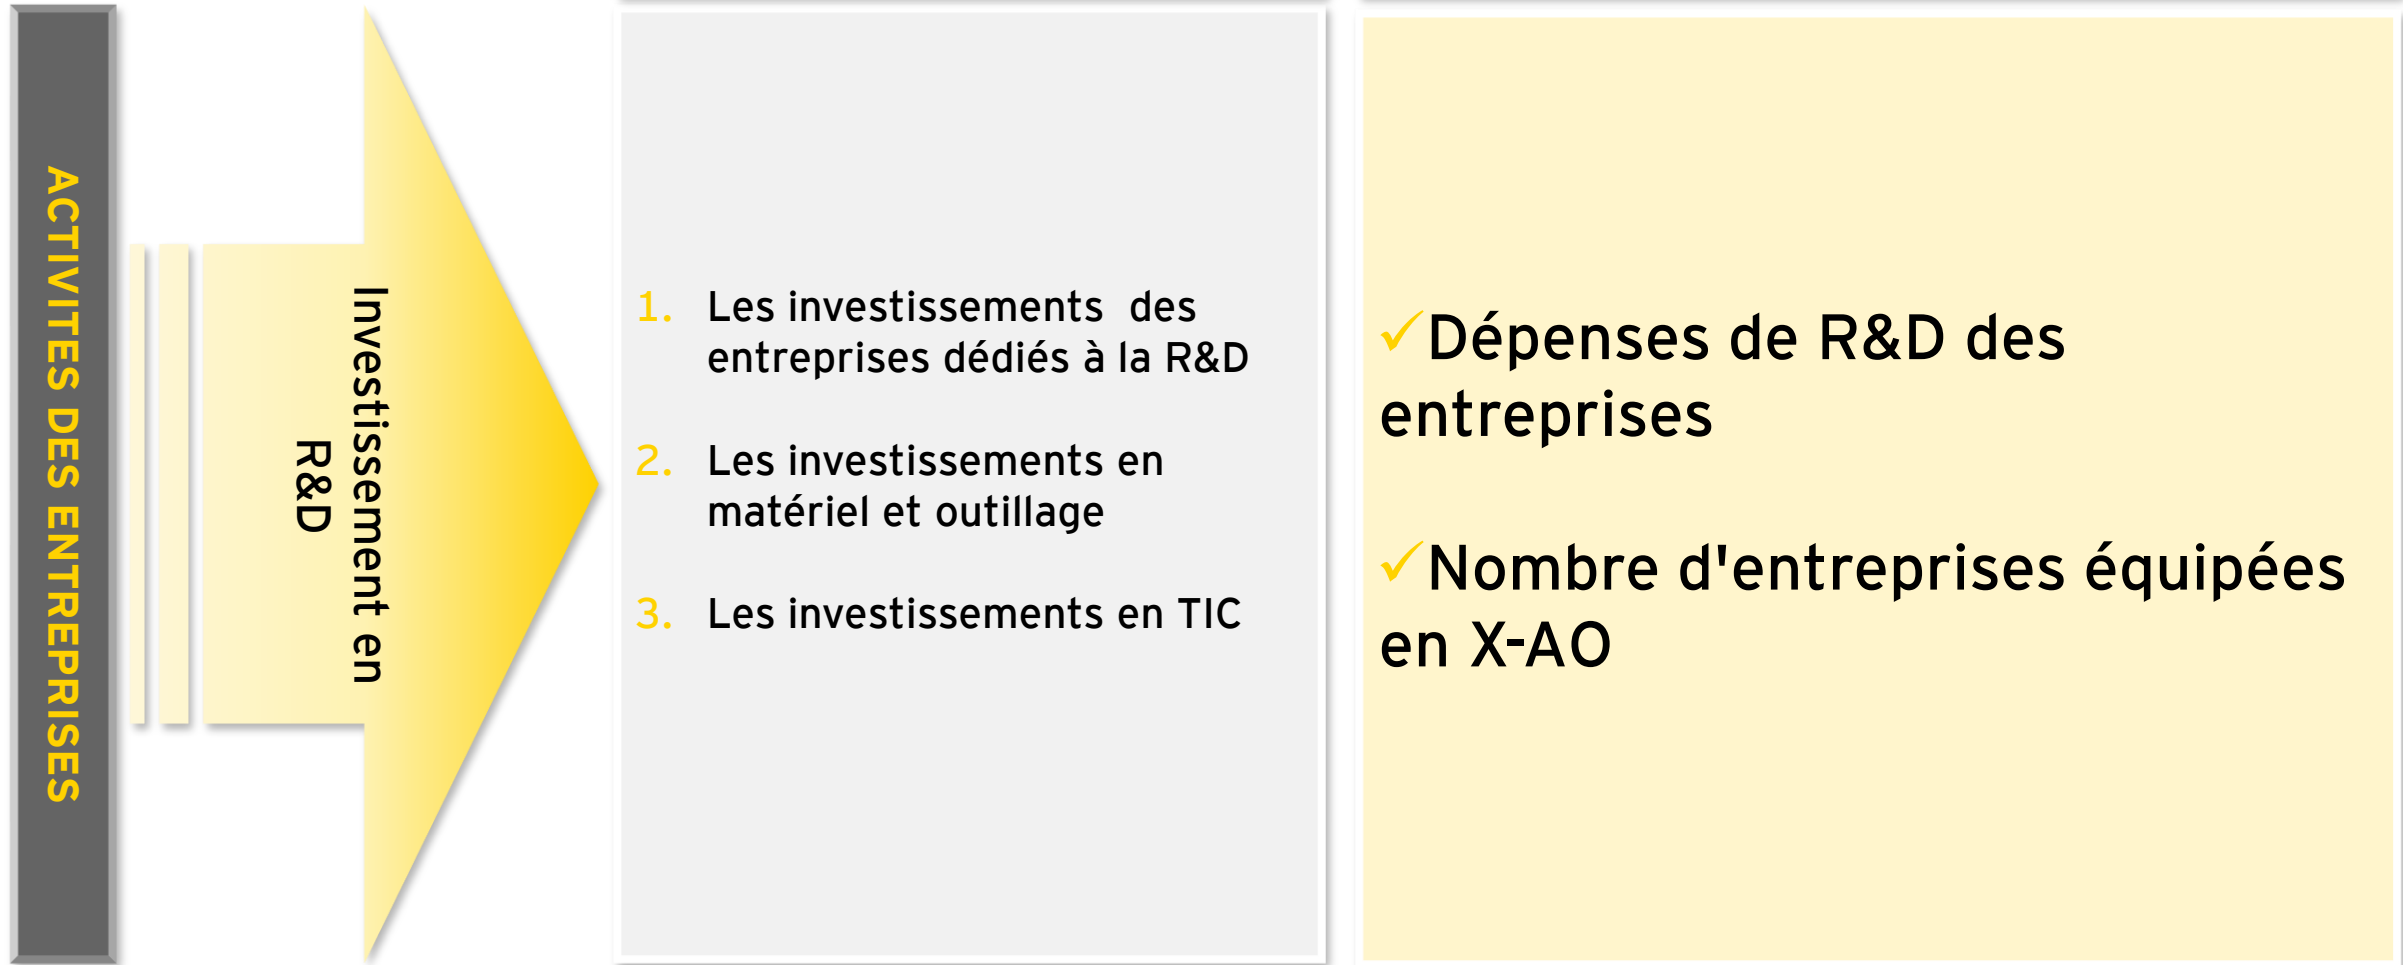 ACTIVITES DES ENTREPRISES
Investissement en
R&D
1. Les investissements des
entreprises dédiés à la R&D
2. Les investissements en
matériel et outillage
3. Les investissements en TIC
✓Dépenses de R&D des
entreprises
✓Nombre d'entreprises équipées
en X-AO